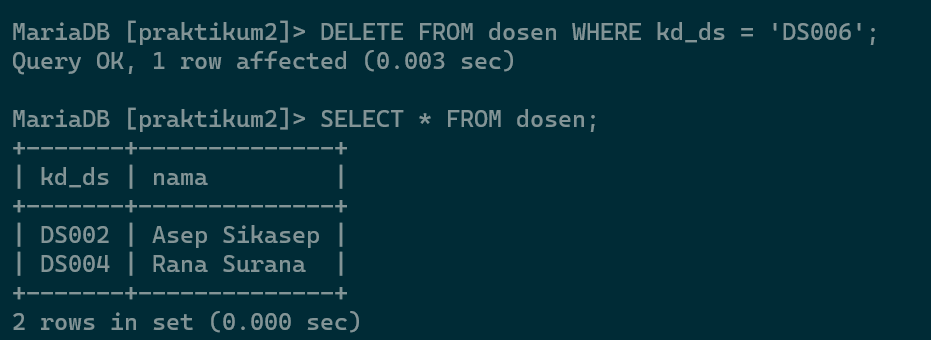 MariaDB [praktikum2]> DELETE FROM dosen WHERE kd_ds = 'DS006';
Query OK, 1 row affected (0.003 sec)

MariaDB [praktikum2]> SELECT * FROM dosen;
+-------+--------------+
| kd_ds | nama         |
+-------+--------------+
| DS002 | Asep Sikasep |
| DS004 | Rana Surana  |
+-------+--------------+
2 rows in set (0.000 sec)